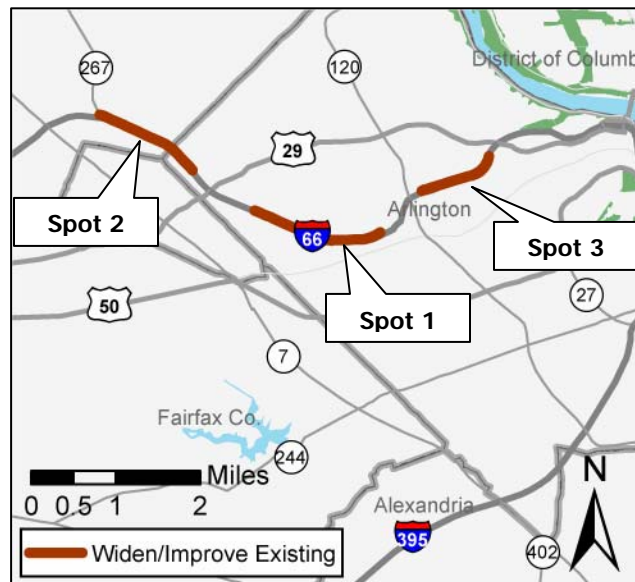 267
120
District of Columb
29
Spot 2
Arlington
Spot 3
66
50
Spot 1
27
7
Fairfax Co.
244
Miles
0 0.5 1 2
N
Alexandria
395
402
Widen/Improve Existing